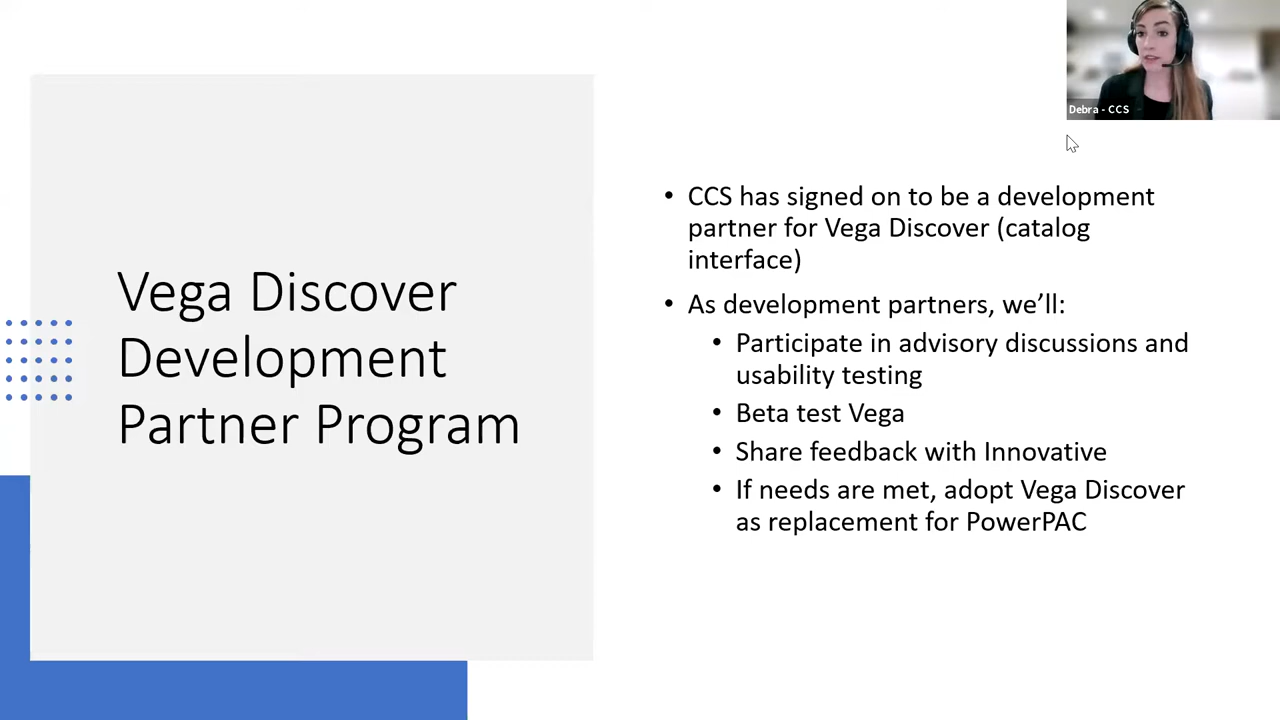 Debra - CCS
Vega Discover
Development
Partner Program
• CCS has signed on to be a development
partner for Vega Discover (catalog
interface)
• As development partners, we’ll:
• Participate in advisory discussions and
usability testing
• Beta test Vega
• Share feedback with Innovative
• If needs are met, adopt Vega Discover
as replacement for PowerPAC